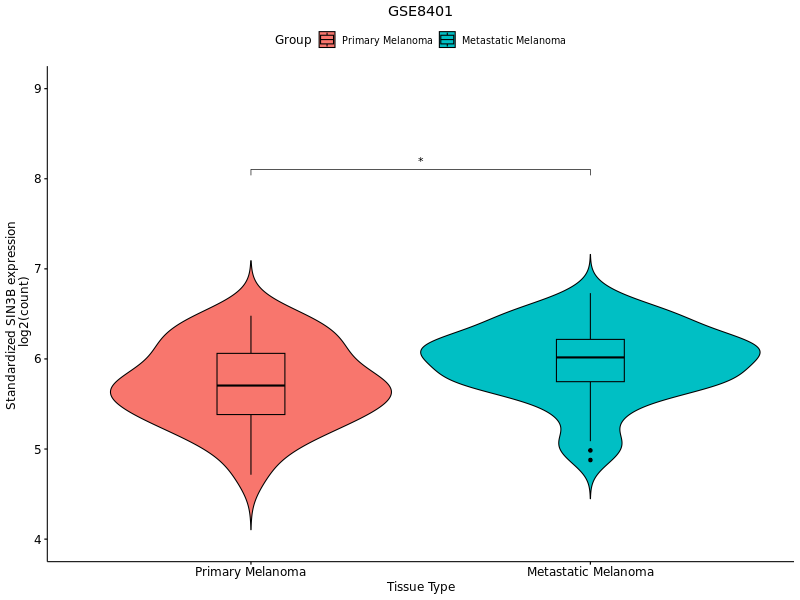 GSE8401
Group Primary Melanoma Metastatic Melanoma
9
8
7
6
5
4
*
Standardized SIN3B expression
log2(count)
Primary Melanoma Metastatic Melanoma
Tissue Type